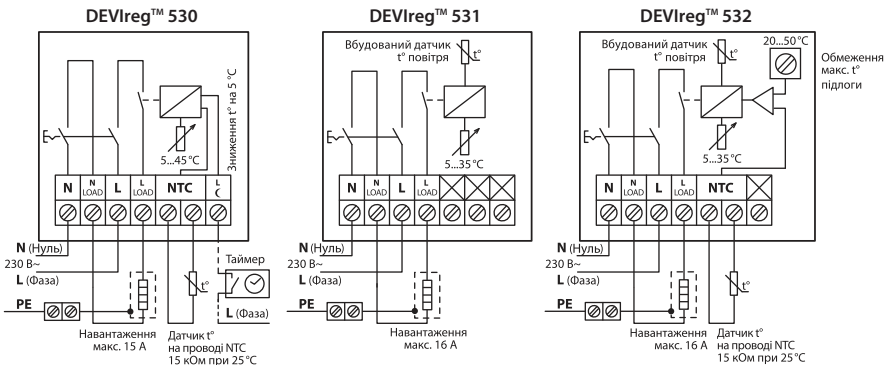 DEVIreg™ 530
Зниження t° на 5 °C
5...45°C
N
N LOAD
L
L LOAD
NTC
L
☾
N (Нуль)
230 В~
L (Фаза)
PE
t°
Таймер
L (Фаза)
Навантаження
макс. 15 А
Датчик t°
на проводі NTC
15 кОм при 25°C
DEVIreg™ 531
Вбудований датчик
t° повітря
t°
5...35°C
N
N LOAD
L
L LOAD
N (Нуль)
230 В~
L (Фаза)
PE
Навантаження
макс. 16 А
DEVIreg™ 532
Вбудований датчик
t° повітря
t°
20...50°C
Обмеження
макс. t°
підлоги
5...35°C
N
N LOAD
L
L LOAD
NTC
N (Нуль)
230 В~
L (Фаза)
PE
t°
Навантаження
макс. 16 А
Датчик t°
на проводі NTC
15 кОм при 25°C